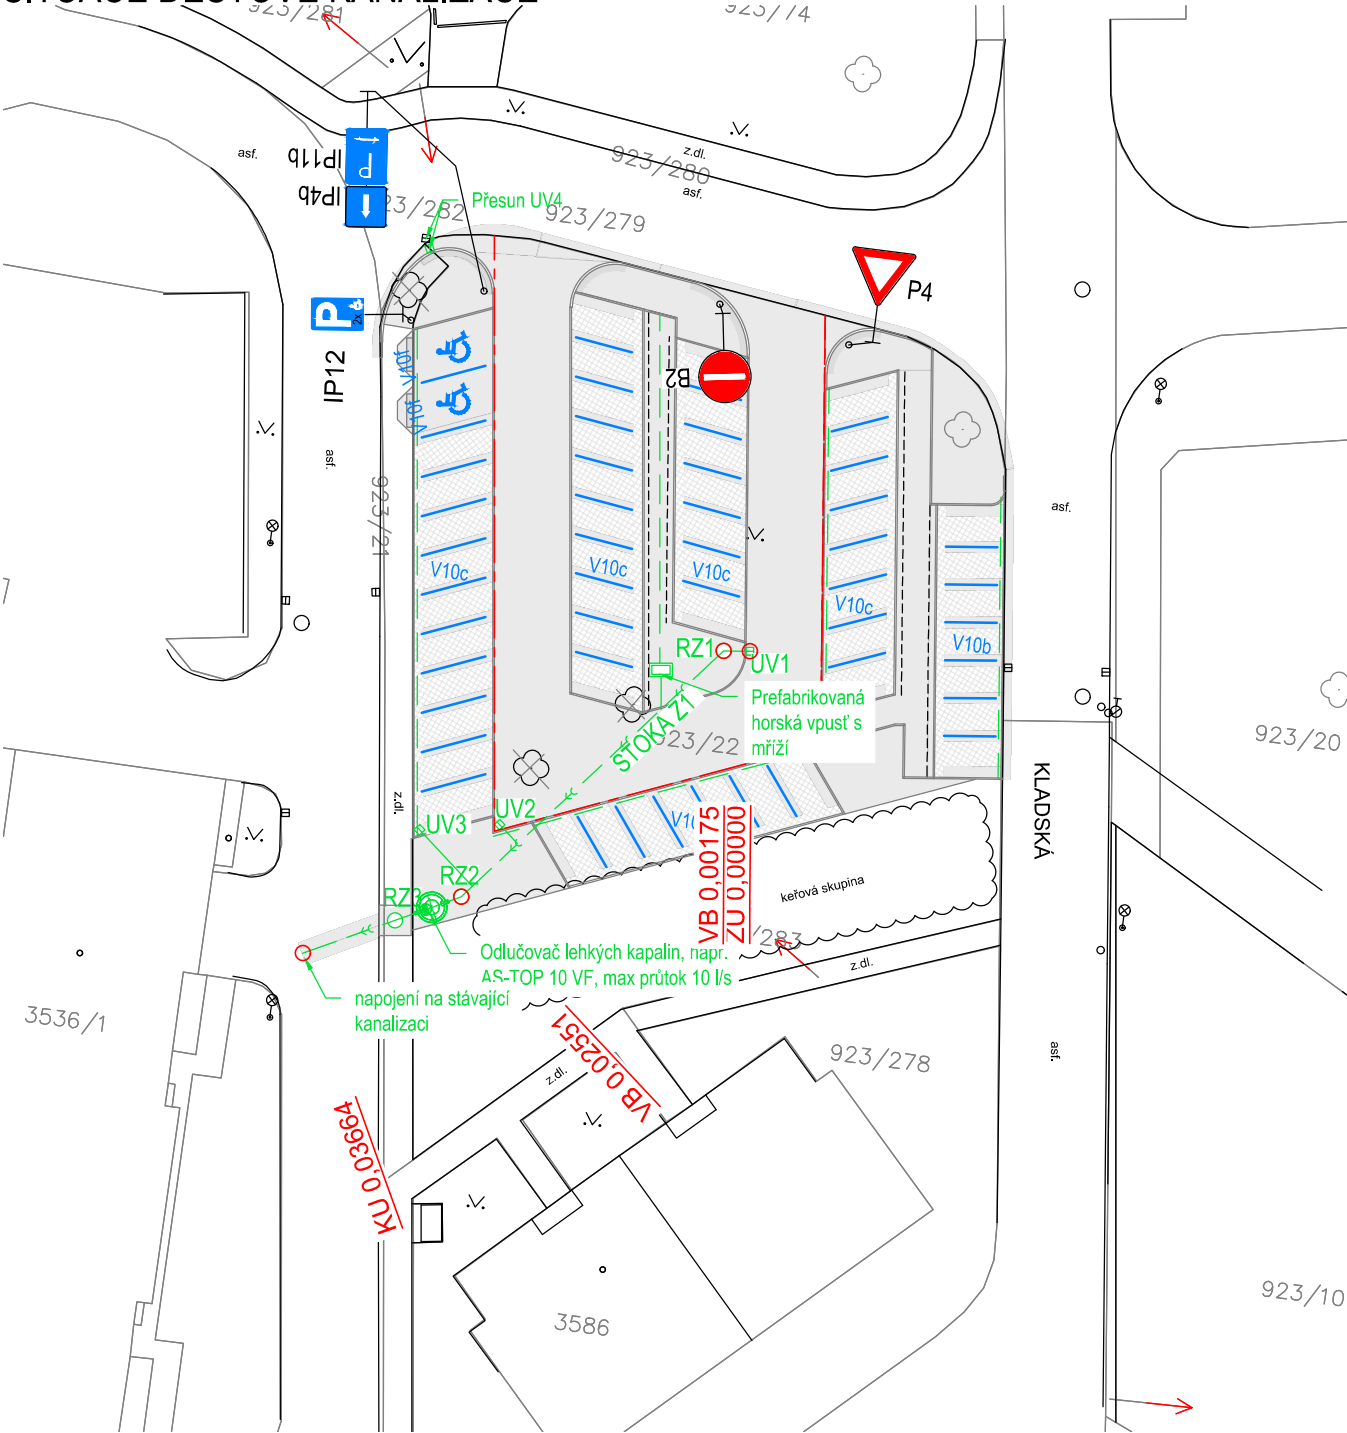 923/281
923/74
asf.
IP11b
P
IP4b
z.dl.
923/280
asf.
Přesun UV4
923/279
P4
P
2x
IP12
V10f
V10f
B2
asf.
923/21
asf.
V10c
V10c
V10c
V10c
V10b
RZ1
UV1
Prefabrikovaná
horská vpusť s
mříží
STOKA Z1
923/20
KLADSKÁ
z.dl.
UV2
UV3
VB 0,00175
ZU 0,00000
RZ2
RZ3
keřová skupina
Odlučovač lehkých kapalin, např.
AS-TOP 10 VF, max průtok 10 l/s
z.dl.
napojení na stávající
kanalizaci
3536/1
VB 0,02551
923/278
asf.
z.dl.
KU 0,03664
923/10
3586